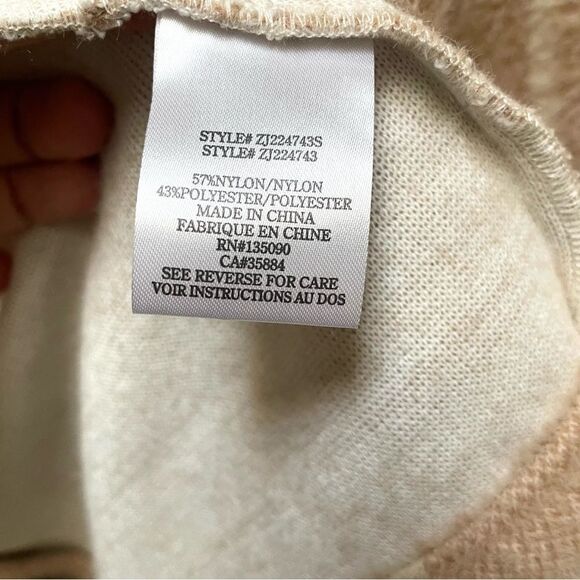 STYLE# ZJ224743S
STYLE# ZJ224743
57%NYLON/NYLON
43%POLYESTER/POLYESTER
MADE IN CHINA
FABRIQUE EN CHINE
RN#135090
CA#35884
SEE REVERSE FOR CARE
VOIR INSTRUCTIONS AU DOS